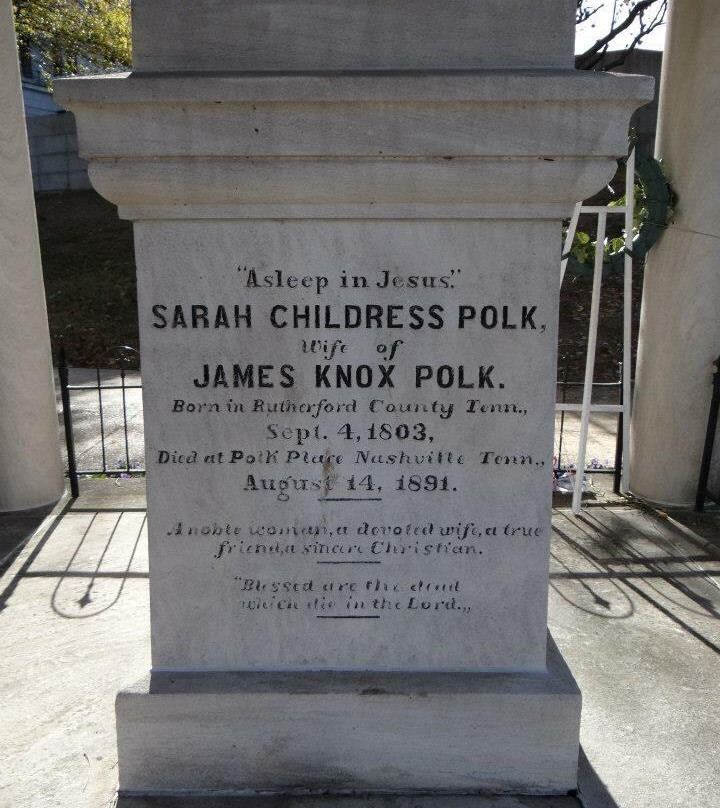 "Asleep in Jesus."
SARAH CHILDRESS POLK,
Wife of
JAMES KNOX POLK.
Born in Rutherford County Tenn.,
Sept. 4, 1803,
Died at Polk Place Nashville Tenn.,
August 14, 1891.
A noble woman, a devoted wife, a true
friend, a sincere Christian.
"Blessed are the dead
which die in the Lord.,,